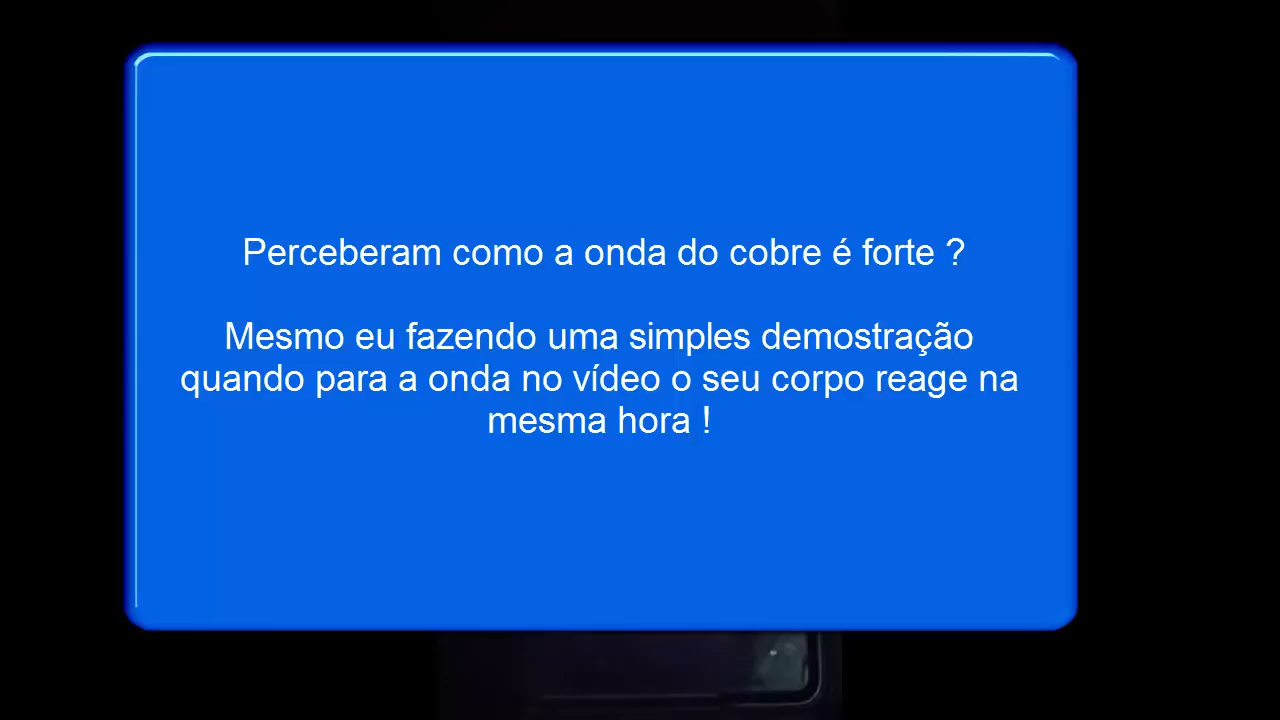 Perceberam como a onda do cobre é forte ?
Mesmo eu fazendo uma simples demostração
quando para a onda no vídeo o seu corpo reage na
mesma hora !